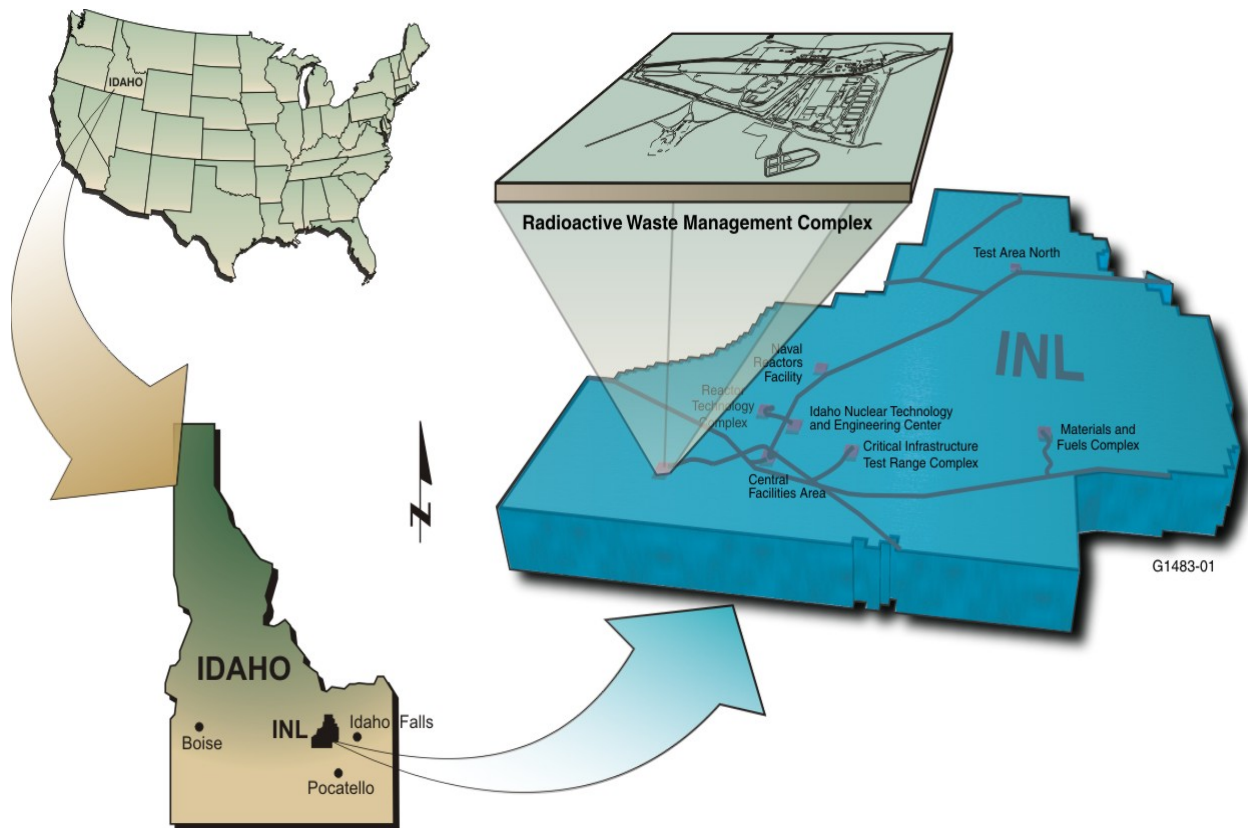 IDAHO
Radioactive Waste Management Complex
Test Area North
INL
Naval
Reactors
Facility
Reactor
Technology
Complex
Idaho Nuclear Technology
and Engineering Center
Critical Infrastructure
Test Range Complex
Materials and
Fuels Complex
Central
Facilities Area
G1483-01
N
IDAHO
INL
Idaho Falls
Boise
Pocatello